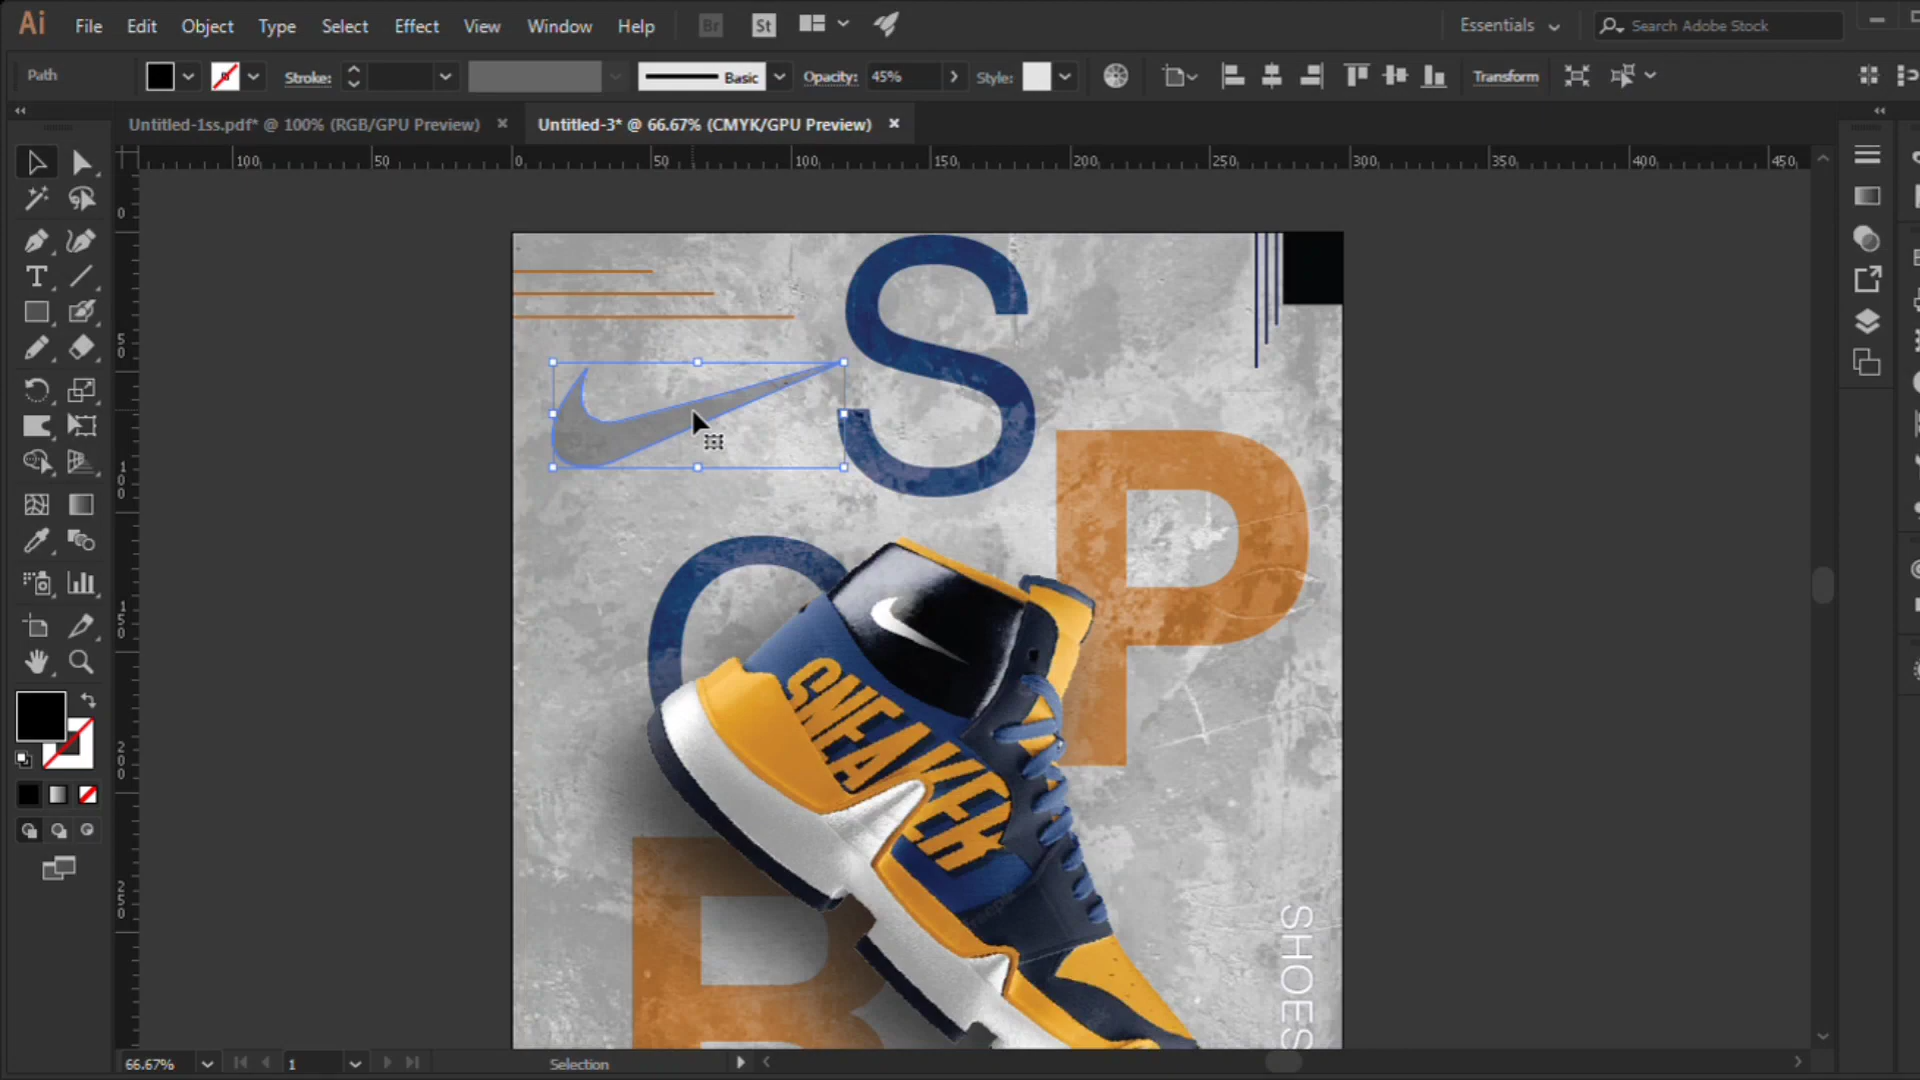 Ai File Edit Object Type Select Effect View Window Help Br St Essentials Search Adobe Stock
Path Stroke: Basic Opacity: 45% Style: Transform
Untitled-1ss.pdf* @ 100% (RGB/GPU Preview) × Untitled-3* @ 66.67% (CMYK/GPU Preview) ×
100 50 0 50 100 150 200 250 300 350 400 450
0
50
100
150
200
250
S
P
O
SNEAKER
B
SHOES
66.67% 1 Selection